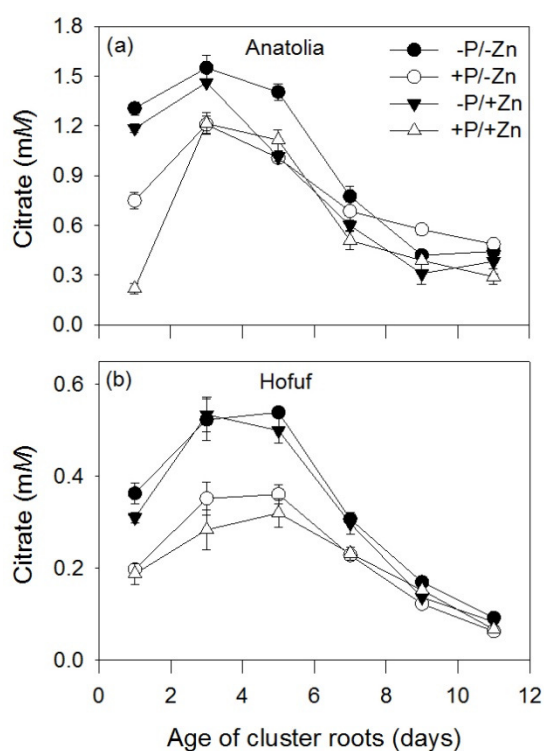 (a)
Anatolia
-P/-Zn
+P/-Zn
-P/+Zn
+P/+Zn
Citrate (mM)
1.8
1.5
1.2
0.9
0.6
0.3
0.0
(b)
Hofuf
Citrate (mM)
0.6
0.4
0.2
0.0
0 2 4 6 8 10 12
Age of cluster roots (days)